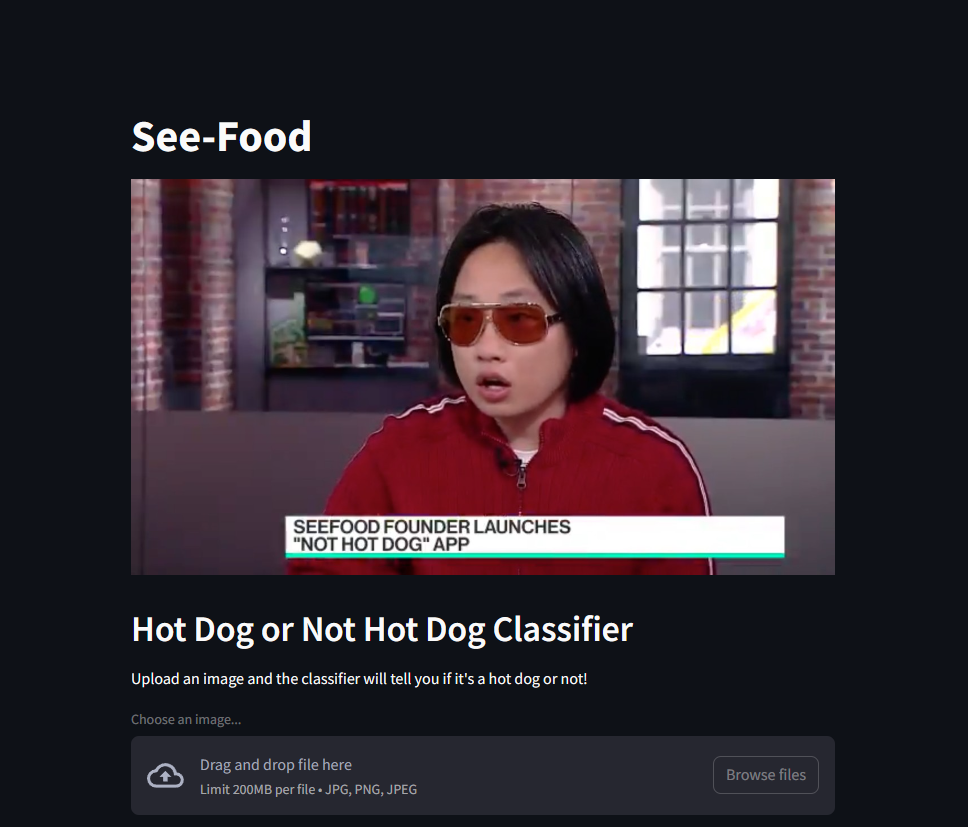 See-Food
SEEFOOD FOUNDER LAUNCHES
"NOT HOT DOG" APP
Hot Dog or Not Hot Dog Classifier
Upload an image and the classifier will tell you if it's a hot dog or not!
Choose an image...
Drag and drop file here
Limit 200MB per file • JPG, PNG, JPEG
Browse files